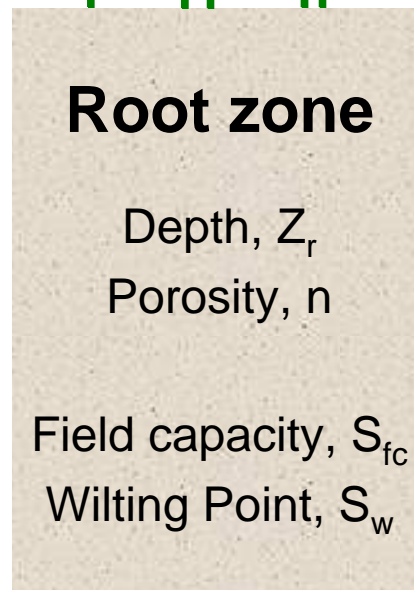 Root zone
Depth, Zr
Porosity, n
Field capacity, Sfc
Wilting Point, Sw